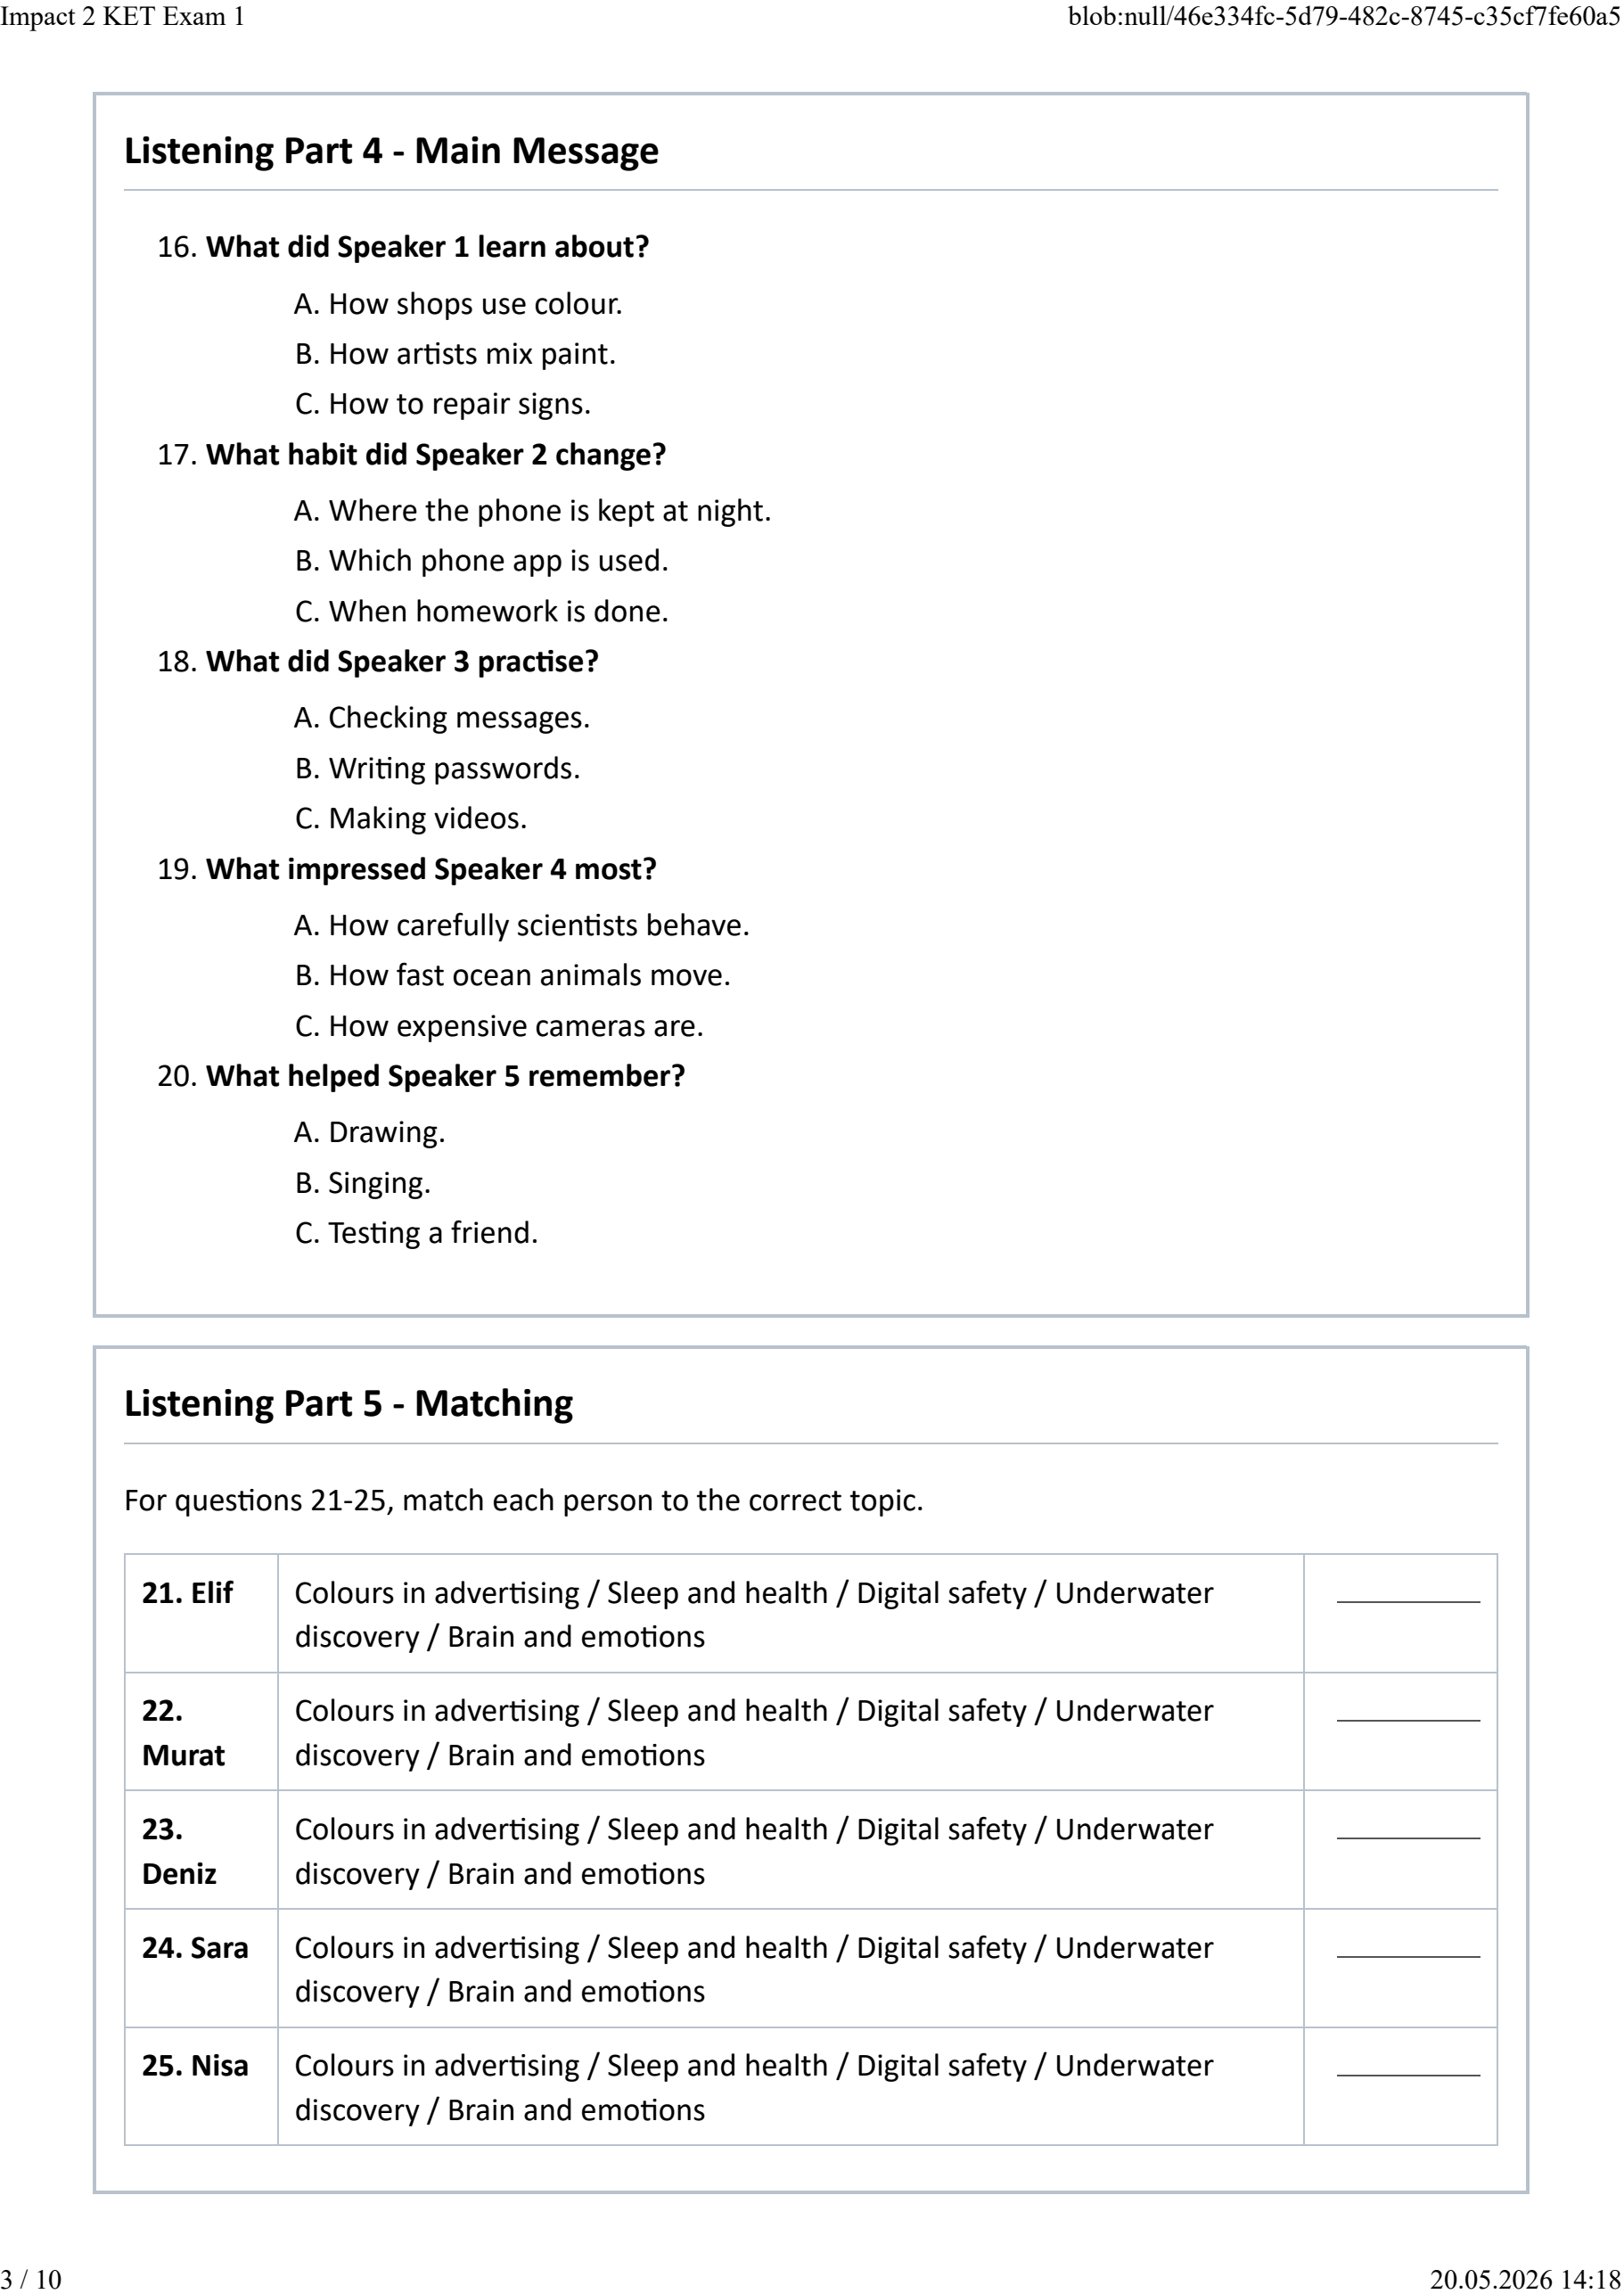 Impact 2 KET Exam 1
blob:null/46e334fc-5d79-482c-8745-c35cf7fe60a5
Listening Part 4 - Main Message
16. What did Speaker 1 learn about?
A. How shops use colour.
B. How artists mix paint.
C. How to repair signs.
17. What habit did Speaker 2 change?
A. Where the phone is kept at night.
B. Which phone app is used.
C. When homework is done.
18. What did Speaker 3 practise?
A. Checking messages.
B. Writing passwords.
C. Making videos.
19. What impressed Speaker 4 most?
A. How carefully scientists behave.
B. How fast ocean animals move.
C. How expensive cameras are.
20. What helped Speaker 5 remember?
A. Drawing.
B. Singing.
C. Testing a friend.
Listening Part 5 - Matching
For questions 21-25, match each person to the correct topic.
21. Elif
Colours in advertising / Sleep and health / Digital safety / Underwater
discovery / Brain and emotions
22.
Murat
Colours in advertising / Sleep and health / Digital safety / Underwater
discovery / Brain and emotions
23.
Deniz
Colours in advertising / Sleep and health / Digital safety / Underwater
discovery / Brain and emotions
24. Sara
Colours in advertising / Sleep and health / Digital safety / Underwater
discovery / Brain and emotions
25. Nisa
Colours in advertising / Sleep and health / Digital safety / Underwater
discovery / Brain and emotions
3 / 10
20.05.2026 14:18